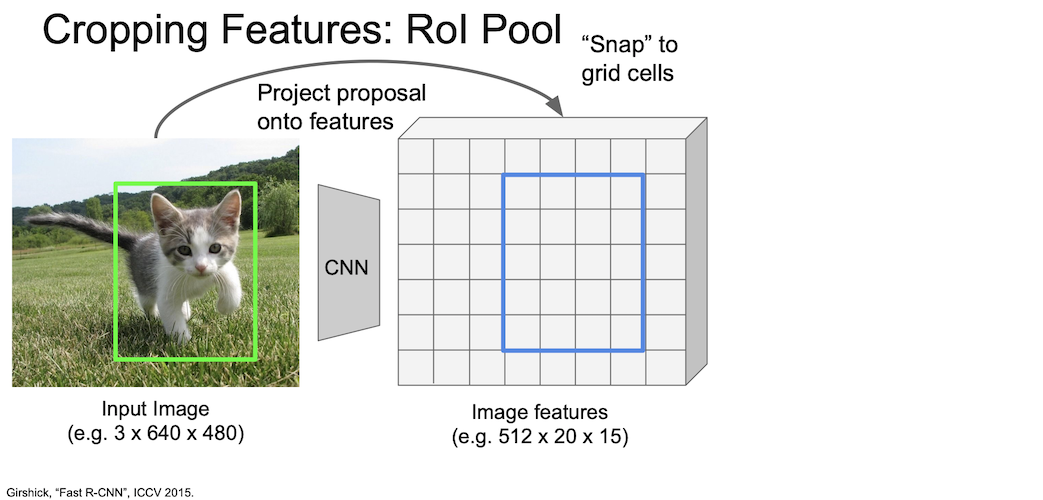 Cropping Features: RoI Pool
“Snap” to
grid cells
Project proposal
onto features
CNN
Input Image
(e.g. 3 x 640 x 480)
Image features
(e.g. 512 x 20 x 15)
Girshick, “Fast R-CNN”, ICCV 2015.